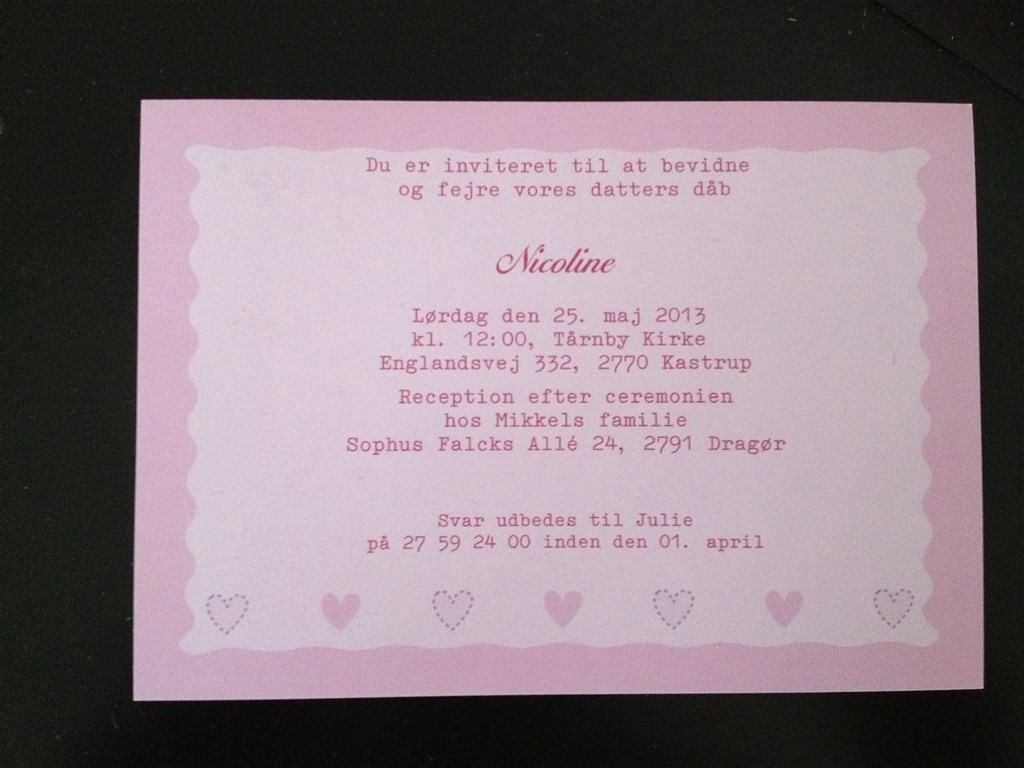 Du er inviteret til at bevidne
og fejre vores datters dåb
Nicoline
Lørdag den 25. maj 2013
kl. 12:00, Tårnby Kirke
Englandsvej 332, 2770 Kastrup
Reception efter ceremonien
hos Mikkels familie
Sophus Falcks Allé 24, 2791 Dragør
Svar udbedes til Julie
på 27 59 24 00 inden den 01. april